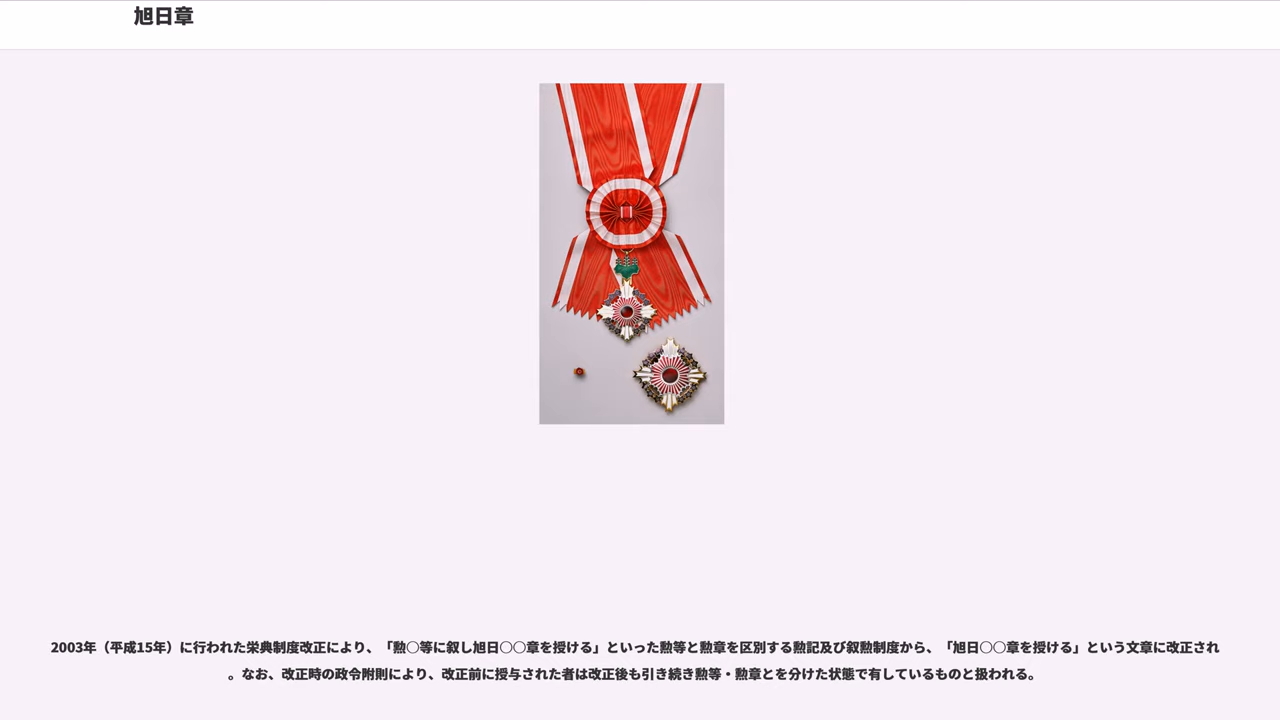 旭日章
2003年（平成15年）に行われた栄典制度改正により、「勲○等に叙し旭日○○章を授ける」といった勲等と勲章を区別する勲記及び叙勲制度から、「旭日○○章を授ける」という文章に改正され
。なお、改正時の政令附則により、改正前に授与された者は改正後も引き続き勲等・勲章とを分けた状態で有しているものと扱われる。